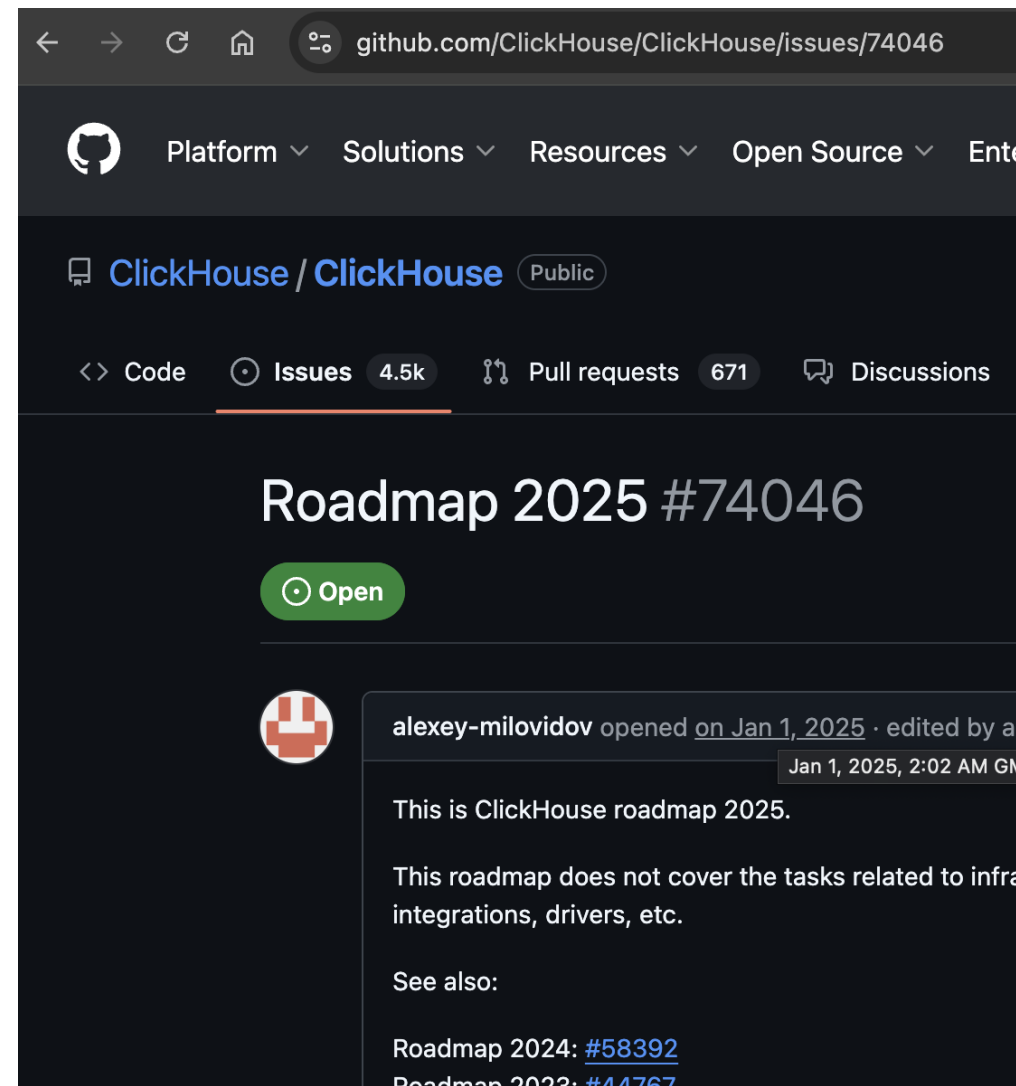 github.com/ClickHouse/ClickHouse/issues/74046
Platform Solutions Resources Open Source
ClickHouse / ClickHouse Public
Code Issues 4.5k Pull requests 671 Discussions
Roadmap 2025 #74046
Open
alexey-milovidov opened on Jan 1, 2025 · edited by
Jan 1, 2025, 2:02 AM
This is ClickHouse roadmap 2025.
This roadmap does not cover the tasks related to
integrations, drivers, etc.
See also:
Roadmap 2024: #58392
Roadmap 2023: #44767